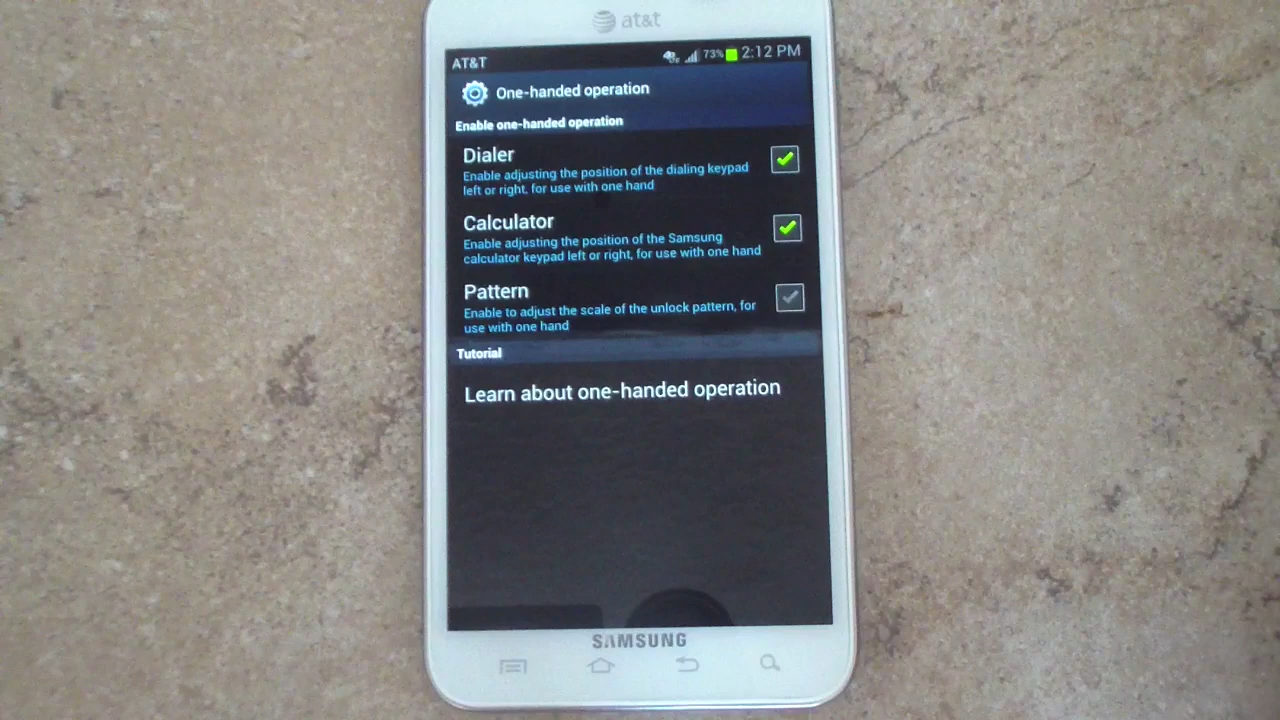 at&t
AT&T 73% 2:12 PM
One-handed operation
Enable one-handed operation
Dialer
Enable adjusting the position of the dialing keypad
left or right, for use with one hand
Calculator
Enable adjusting the position of the Samsung
calculator keypad left or right, for use with one hand
Pattern
Enable to adjust the scale of the unlock pattern, for
use with one hand
Tutorial
Learn about one-handed operation
SAMSUNG